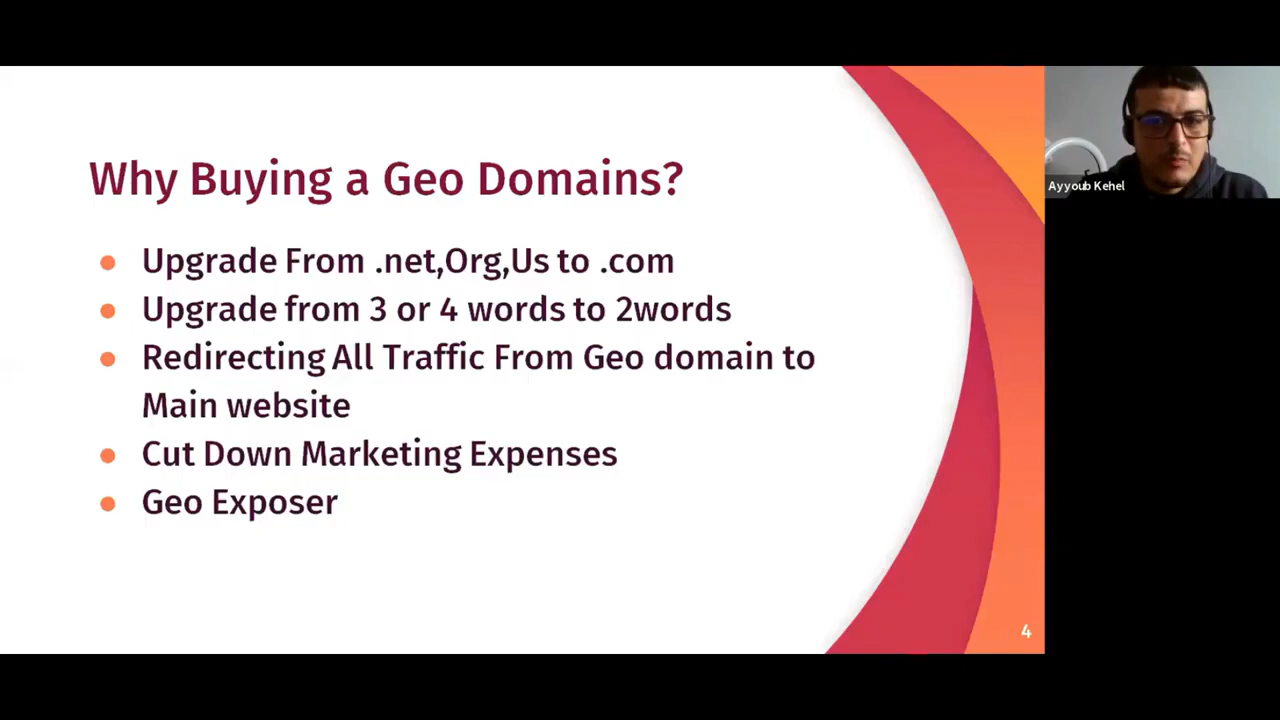 Why Buying a Geo Domains?
Upgrade From .net,Org,Us to .com
Upgrade from 3 or 4 words to 2words
Redirecting All Traffic From Geo domain to
Main website
Cut Down Marketing Expenses
Geo Exposer
4
Ayyoub Kehel